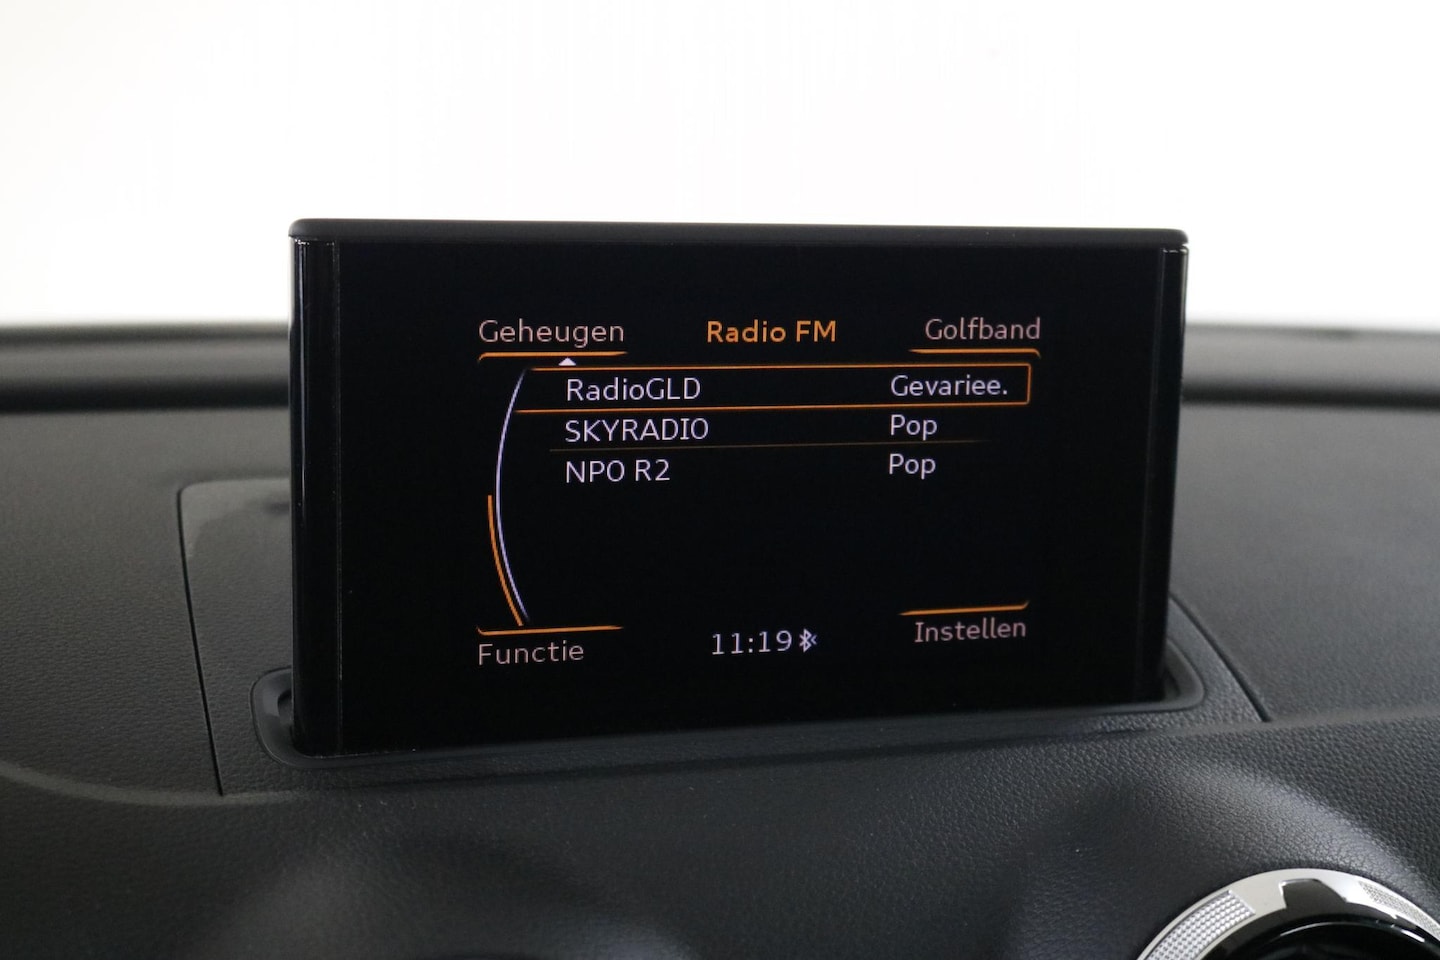 Geheugen Radio FM Golfband
RadioGLD Gevariee.
SKYRADIO Pop
NPO R2 Pop
Functie 11:19 Instellen